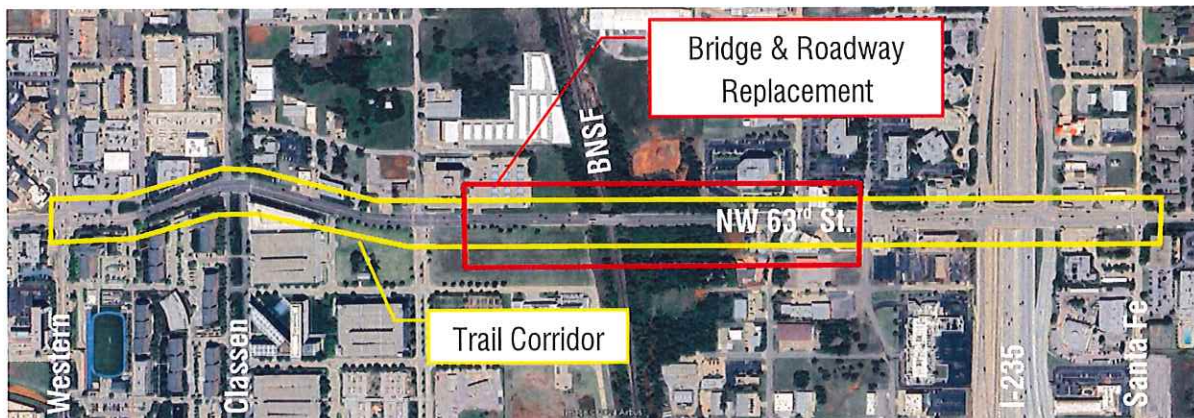 Bridge & Roadway
Replacement
BNSF
NW 63rd St.
Trail Corridor
Western
Classen
I-235
Santa Fe